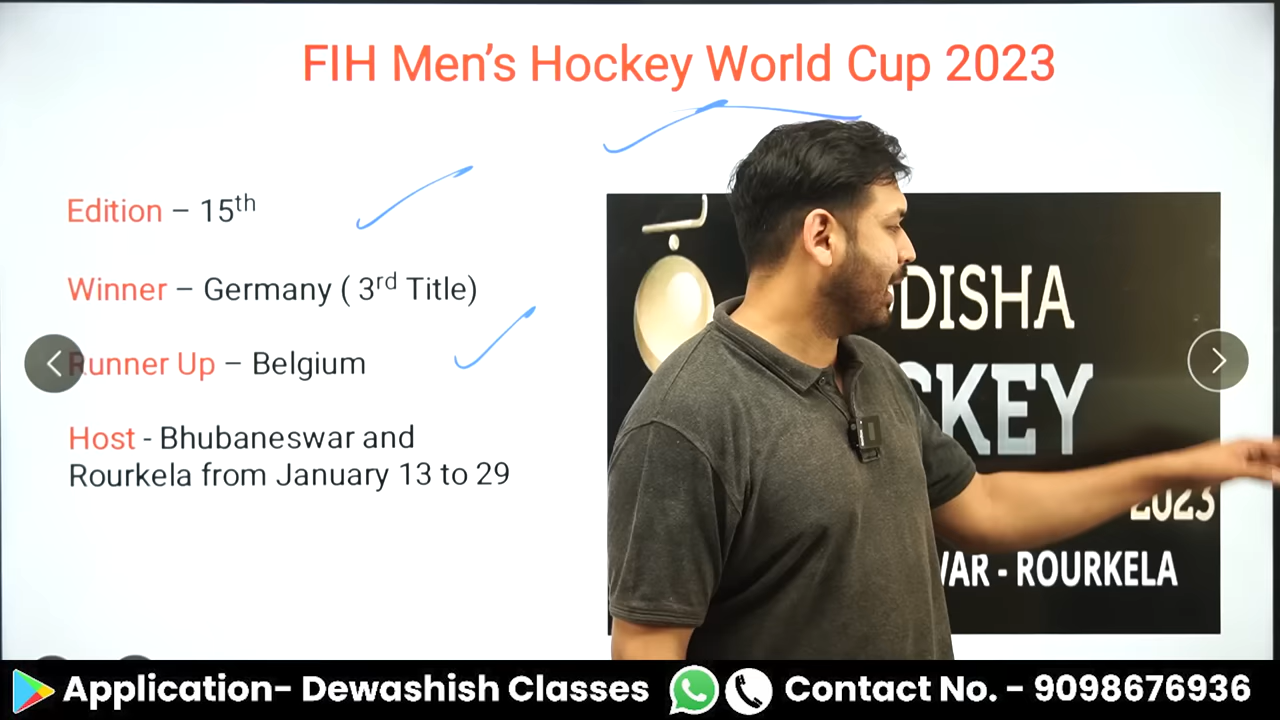 FIH Men's Hockey World Cup 2023
Edition – 15th
Winner – Germany ( 3rd Title)
Runner Up – Belgium
Host - Bhubaneswar and
Rourkela from January 13 to 29
DISHA
CKEY
2023
WAR - ROURKELA
Application- Dewashish Classes
Contact No. - 9098676936